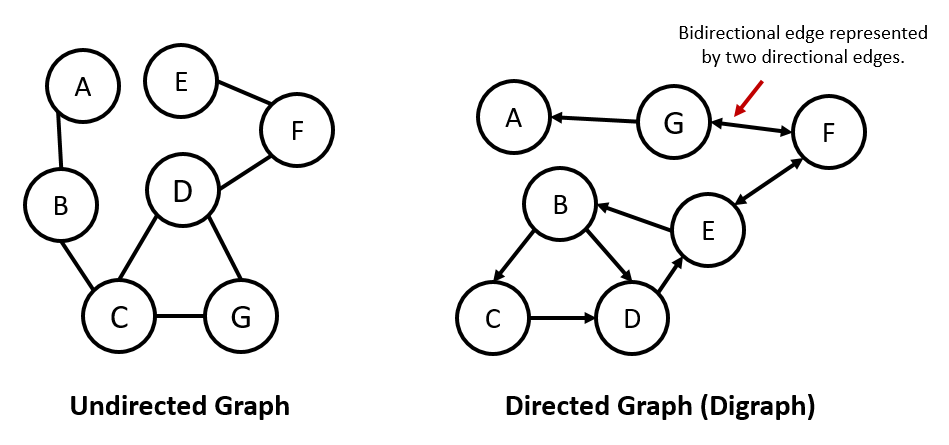 Bidirectional edge represented
by two directional edges.
A
E
F
D
B
C
G
A
G
F
B
E
C
D
Undirected Graph
Directed Graph (Digraph)